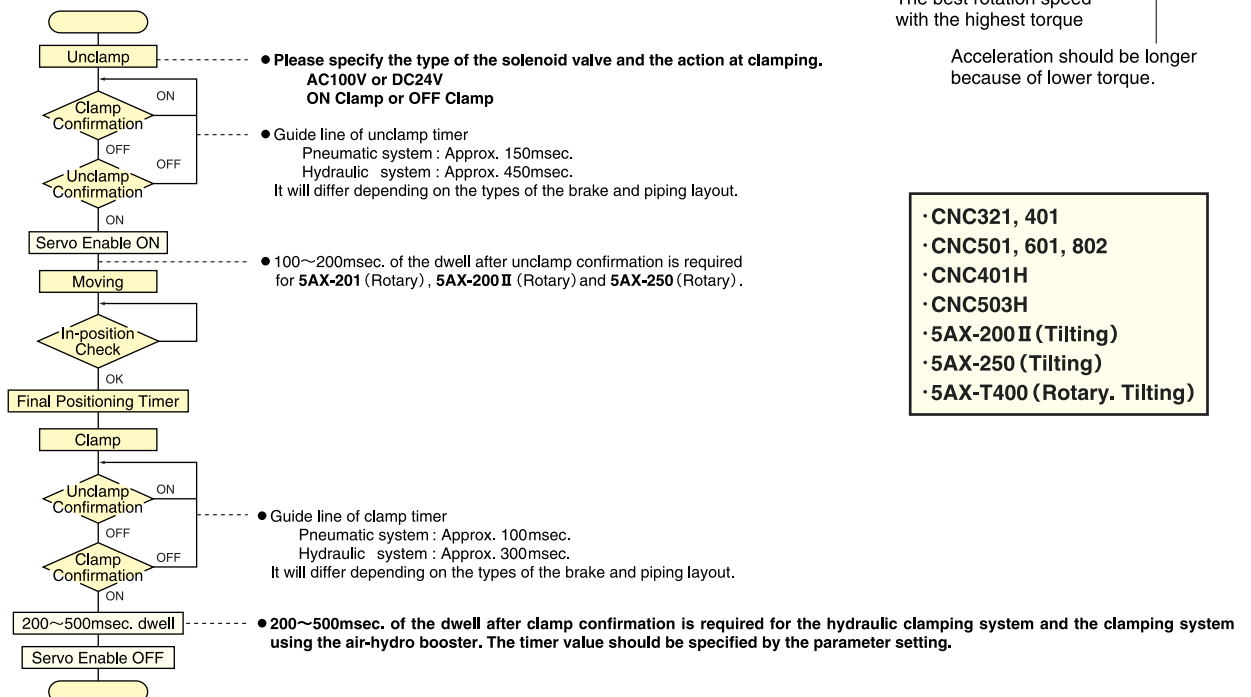 The best rotation speed
with the highest torque
Acceleration should be longer
because of lower torque.
Unclamp
● Please specify the type of the solenoid valve and the action at clamping.
AC100V or DC24V
ON Clamp or OFF Clamp
ON
Clamp
Confirmation
● Guide line of unclamp timer
Pneumatic system : Approx. 150msec.
Hydraulic system : Approx. 450msec.
It will differ depending on the types of the brake and piping layout.
OFF
OFF
Unclamp
Confirmation
ON
Servo Enable ON
● 100～200msec. of the dwell after unclamp confirmation is required
for 5AX-201 (Rotary) , 5AX-200Ⅱ (Rotary) and 5AX-250 (Rotary) .
Moving
In-position
Check
OK
Final Positioning Timer
Clamp
Unclamp
Confirmation
ON
OFF
● Guide line of clamp timer
Pneumatic system : Approx. 100msec.
Hydraulic system : Approx. 300msec.
It will differ depending on the types of the brake and piping layout.
Clamp
Confirmation
OFF
ON
200～500msec. dwell
● 200～500msec. of the dwell after clamp confirmation is required for the hydraulic clamping system and the clamping system
using the air-hydro booster. The timer value should be specified by the parameter setting.
Servo Enable OFF
・CNC321, 401
・CNC501, 601, 802
・CNC401H
・CNC503H
・5AX-200Ⅱ (Tilting)
・5AX-250 (Tilting)
・5AX-T400 (Rotary. Tilting)